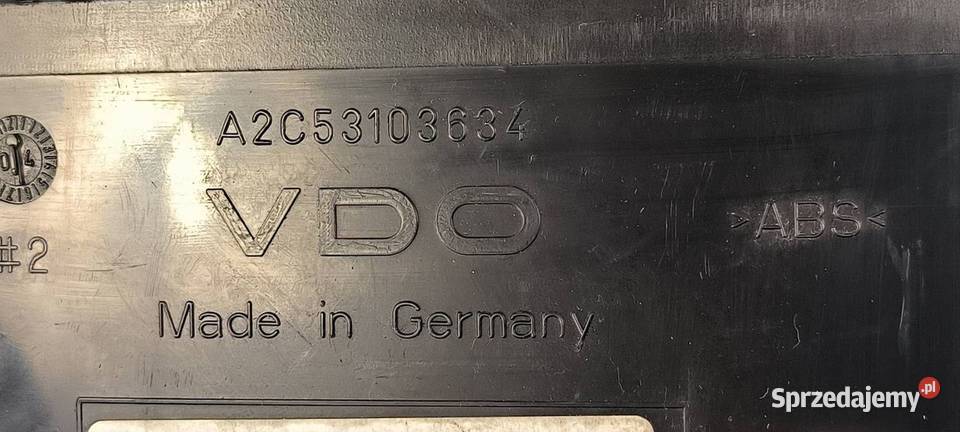 A2C53103634
VDO
>ABS<
#2
Made in Germany
Sprzedajemy.pl